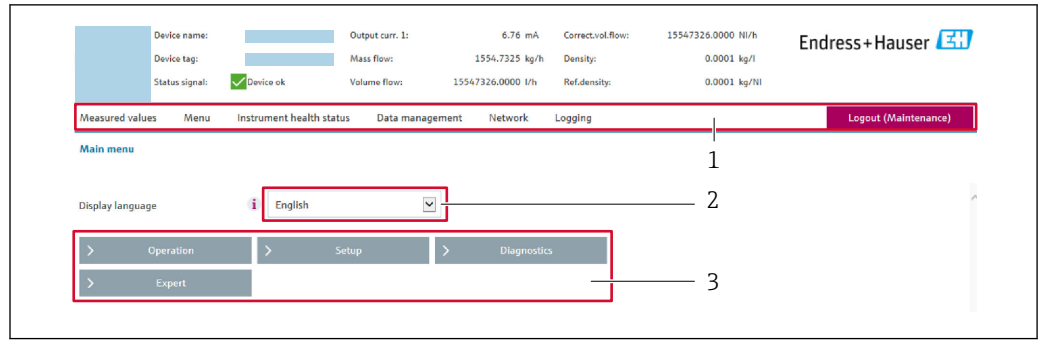 Device name: Output curr. 1: 6.76 mA Correct.vol.flow: 15547326.0000 Nl/h
Endress+Hauser EH
Device tag: Mass flow: 1554.7325 kg/h Density: 0.0001 kg/l
Status signal: Device ok Volume flow: 15547326.0000 l/h Ref.density: 0.0001 kg/Nl
Measured values Menu Instrument health status Data management Network Logging Logout (Maintenance)
1
Main menu
Display language i English 2
> Operation > Setup > Diagnostics
> Expert 3